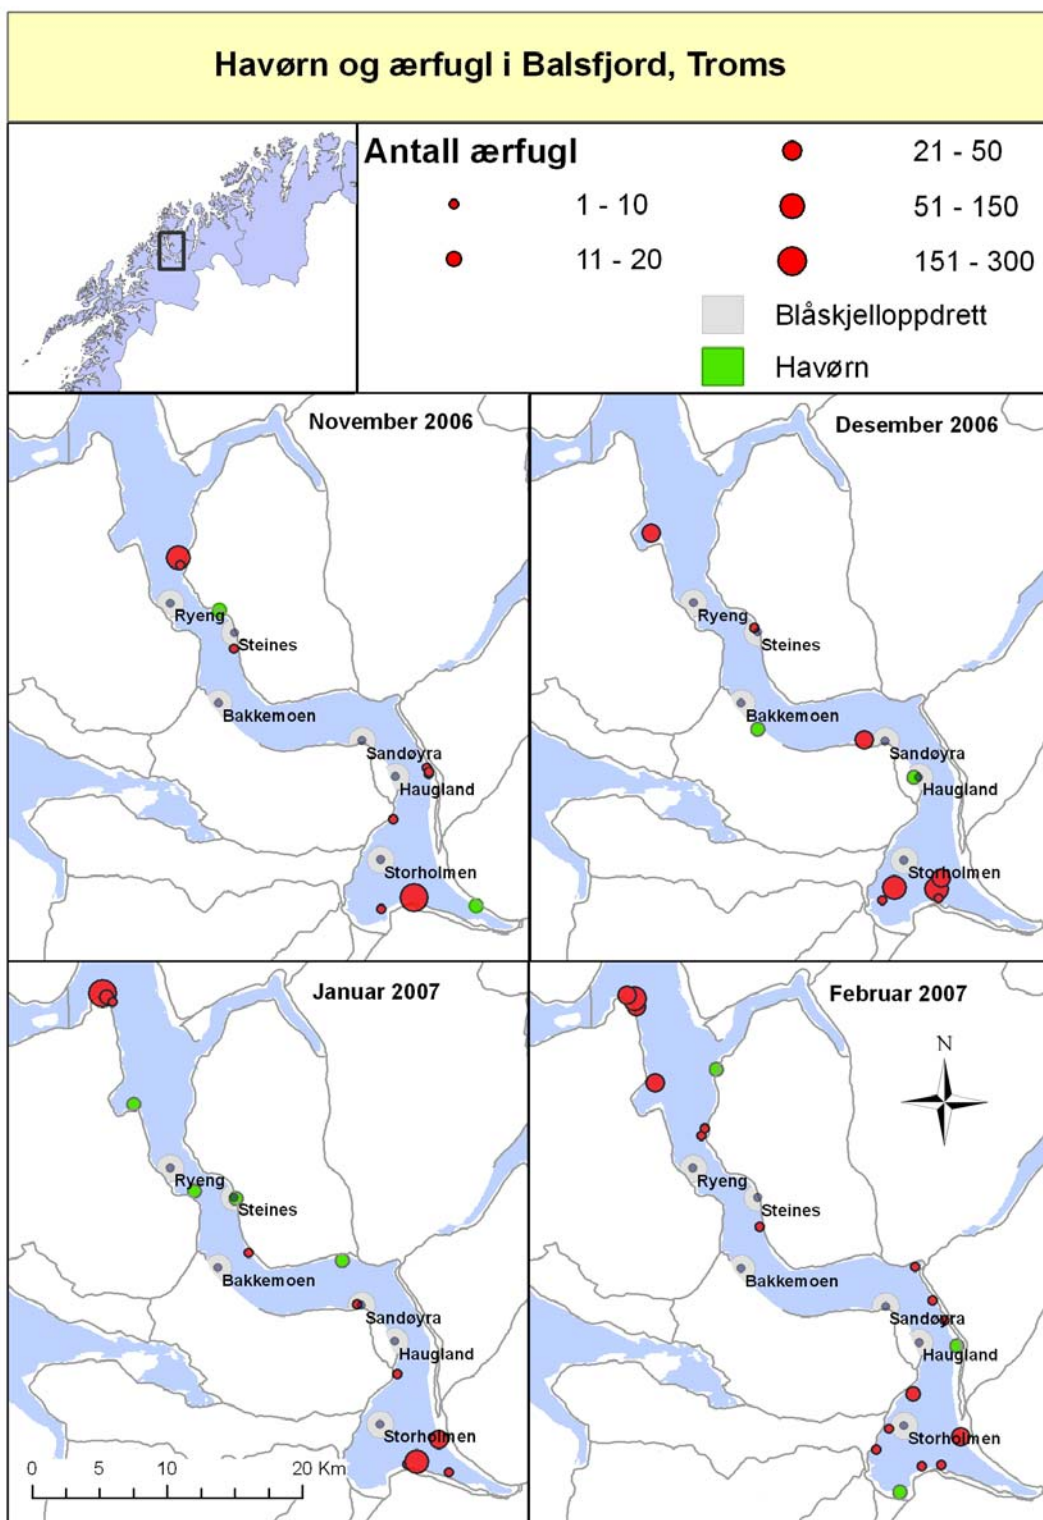 Havørn og ærfugl i Balsfjord, Troms
Antall ærfugl
1 - 10
11 - 20
21 - 50
51 - 150
151 - 300
Blåskjelloppdrett
Havørn
November 2006
Ryeng
Steines
Bakkemoen
Sandøyra
Haugland
Storholmen
Desember 2006
Ryeng
Steines
Bakkemoen
Sandøyra
Haugland
Storholmen
Januar 2007
Ryeng
Steines
Bakkemoen
Sandøyra
Haugland
Storholmen
0 5 10 20 Km
Februar 2007
N
Ryeng
Steines
Bakkemoen
Sandøyra
Haugland
Storholmen